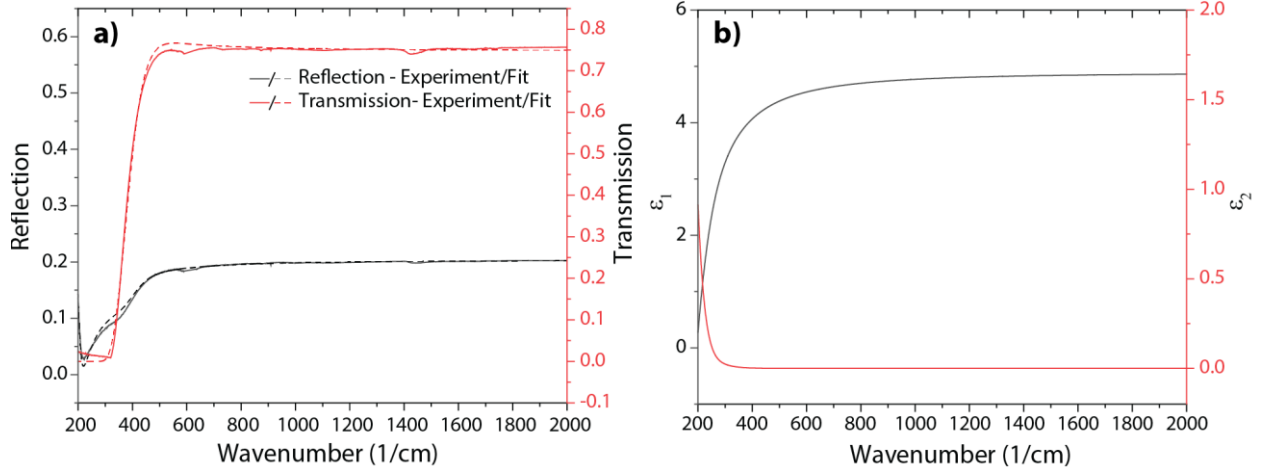 a)
Reflection - Experiment/Fit
Transmission- Experiment/Fit
0.6
0.5
0.4
0.3
0.2
0.1
0.0
Reflection
0.8
0.7
0.6
0.5
0.4
0.3
0.2
0.1
0.0
-0.1
Transmission
200 400 600 800 1000 1200 1400 1600 1800 2000
Wavenumber (1/cm)
b)
6
4
2
0
ε1
2.0
1.5
1.0
0.5
0.0
ε2
200 400 600 800 1000 1200 1400 1600 1800 2000
Wavenumber (1/cm)